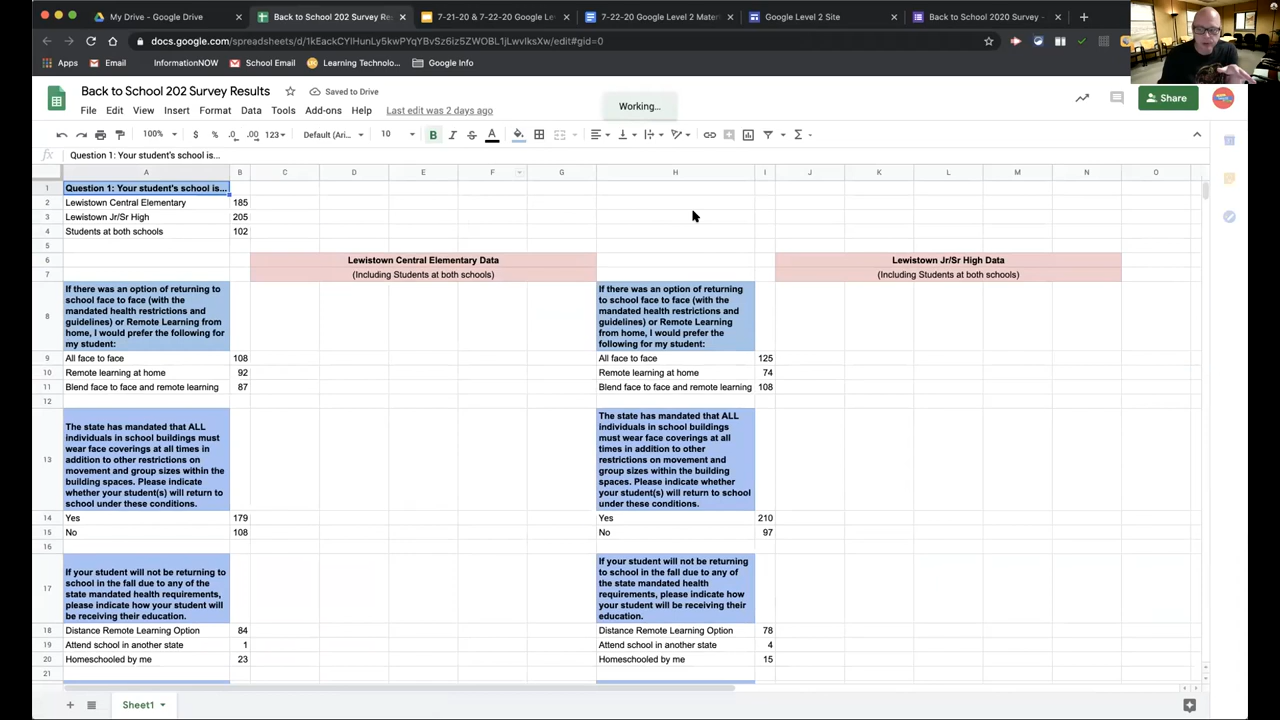 My Drive - Google Drive
Back to School 202 Survey Re
7-21-20 & 7-22-20 Google Le
7-22-20 Google Level 2 Mater
Google Level 2 Site
Back to School 2020 Survey -
docs.google.com/spreadsheets/d/
/edit#gid=0
Apps
Email
InformationNOW
School Email
Learning Technolo...
Google Info
Back to School 202 Survey Results
Saved to Drive
Working...
Share
File Edit View Insert Format Data Tools Add-ons Help Last edit was 2 days ago
100% $ % .0 .00 123 Default (Ari... 10 B I S A
fx Question 1: Your student's school is...
A B C D E F G H I J K L M N O
1 Question 1: Your student's school is...
2 Lewistown Central Elementary 185
3 Lewistown Jr/Sr High 205
4 Students at both schools 102
5
6 Lewistown Central Elementary Data Lewistown Jr/Sr High Data
7 (Including Students at both schools) (Including Students at both schools)
8
If there was an option of returning to
school face to face (with the
mandated health restrictions and
guidelines) or Remote Learning from
home, I would prefer the following for
my student:
If there was an option of returning
to school face to face (with the
mandated health restrictions and
guidelines) or Remote Learning
from home, I would prefer the
following for my student:
9 All face to face 108 All face to face 125
10 Remote learning at home 92 Remote learning at home 74
11 Blend face to face and remote learning 87 Blend face to face and remote learning 108
12
13
The state has mandated that ALL
individuals in school buildings must
wear face coverings at all times in
addition to other restrictions on
movement and group sizes within the
building spaces. Please indicate
whether your student(s) will return to
school under these conditions.
The state has mandated that ALL
individuals in school buildings
must wear face coverings at all
times in addition to other
restrictions on movement and
group sizes within the building
spaces. Please indicate whether
your student(s) will return to school
under these conditions.
14 Yes 179 Yes 210
15 No 108 No 97
16
17
If your student will not be returning to
school in the fall due to any of the
state mandated health requirements,
please indicate how your student will
be receiving their education.
If your student will not be returning
to school in the fall due to any of
the state mandated health
requirements, please indicate how
your student will be receiving their
education.
18 Distance Remote Learning Option 84 Distance Remote Learning Option 78
19 Attend school in another state 1 Attend school in another state 4
20 Homeschooled by me 23 Homeschooled by me 15
21
Sheet1